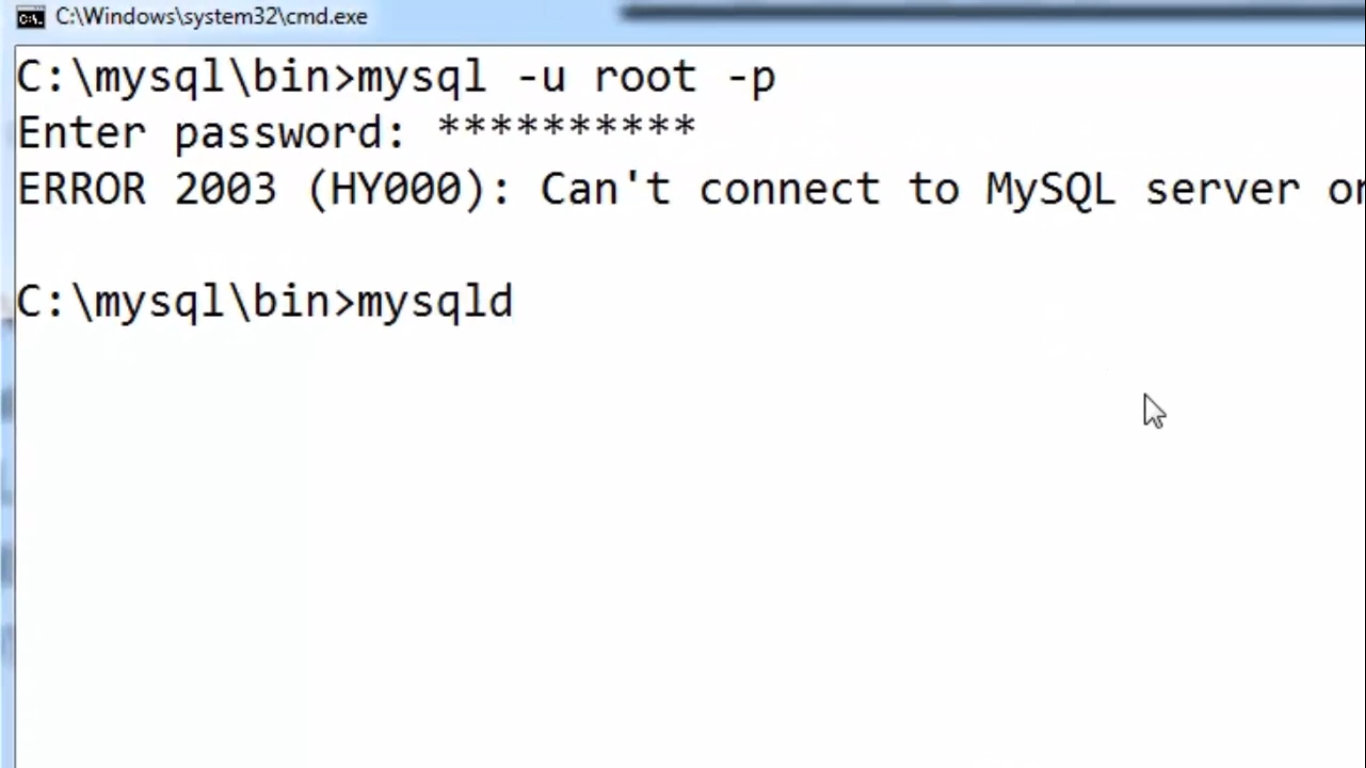 C:\Windows\system32\cmd.exe
C:\mysql\bin>mysql -u root -p
Enter password: **********
ERROR 2003 (HY000): Can't connect to MySQL server
C:\mysql\bin>mysqld